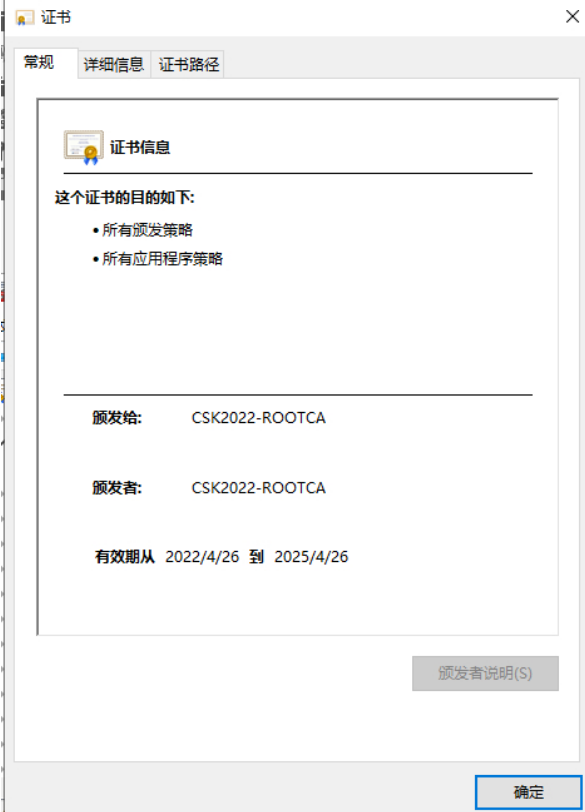 证书
常规 详细信息 证书路径
证书信息
这个证书的目的如下:
• 所有颁发策略
• 所有应用程序策略
颁发给: CSK2022-ROOTCA
颁发者: CSK2022-ROOTCA
有效期从 2022/4/26 到 2025/4/26
颁发者说明(S)
确定